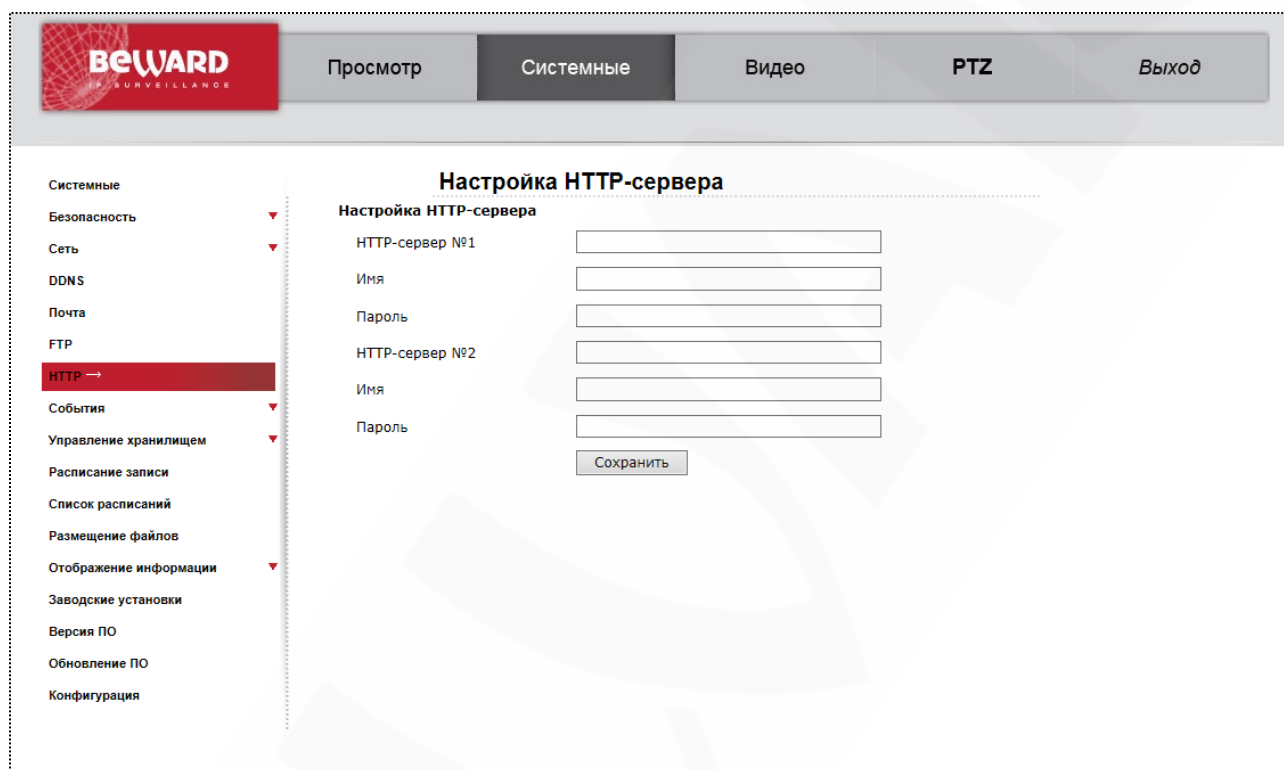 BEWARD
IP SURVEILLANCE
Просмотр
Системные
Видео
PTZ
Выход
Системные
Безопасность
Сеть
DDNS
Почта
FTP
HTTP →
События
Управление хранилищем
Расписание записи
Список расписаний
Размещение файлов
Отображение информации
Заводские установки
Версия ПО
Обновление ПО
Конфигурация
Настройка HTTP-сервера
Настройка HTTP-сервера
HTTP-сервер №1
Имя
Пароль
HTTP-сервер №2
Имя
Пароль
Сохранить